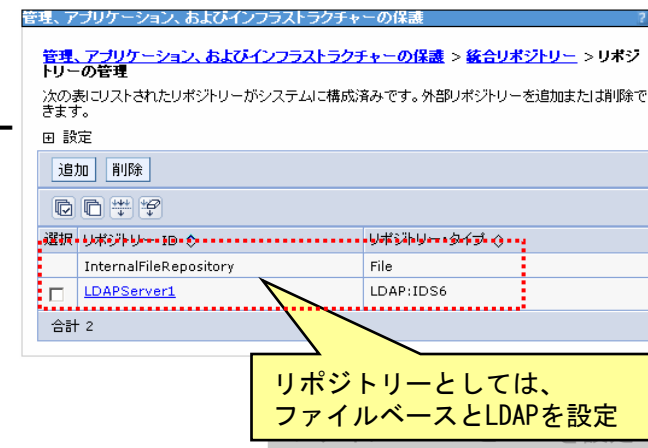 管理、アプリケーション、およびインフラストラクチャーの保護 ?
管理、アプリケーション、およびインフラストラクチャーの保護 > 統合リポジトリー > リポジ
トリーの管理
次の表にリストされたリポジトリーがシステムに構成済みです。外部リポジトリーを追加または削除で
きます。
設定
追加 削除
選択 リポジトリー ID リポジトリー・タイプ
InternalFileRepository File
LDAPServer1 LDAP:IDS6
合計 2
リポジトリーとしては、
ファイルベースとLDAPを設定